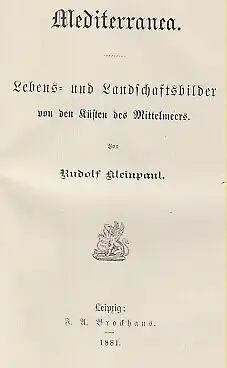 Mediterranea.
Lebens- und Landschaftsbilder
von den Küsten des Mittelmeers.
Von
Rudolf Kleinpaul.
Leipzig:
F. A. Brockhaus.
1881.